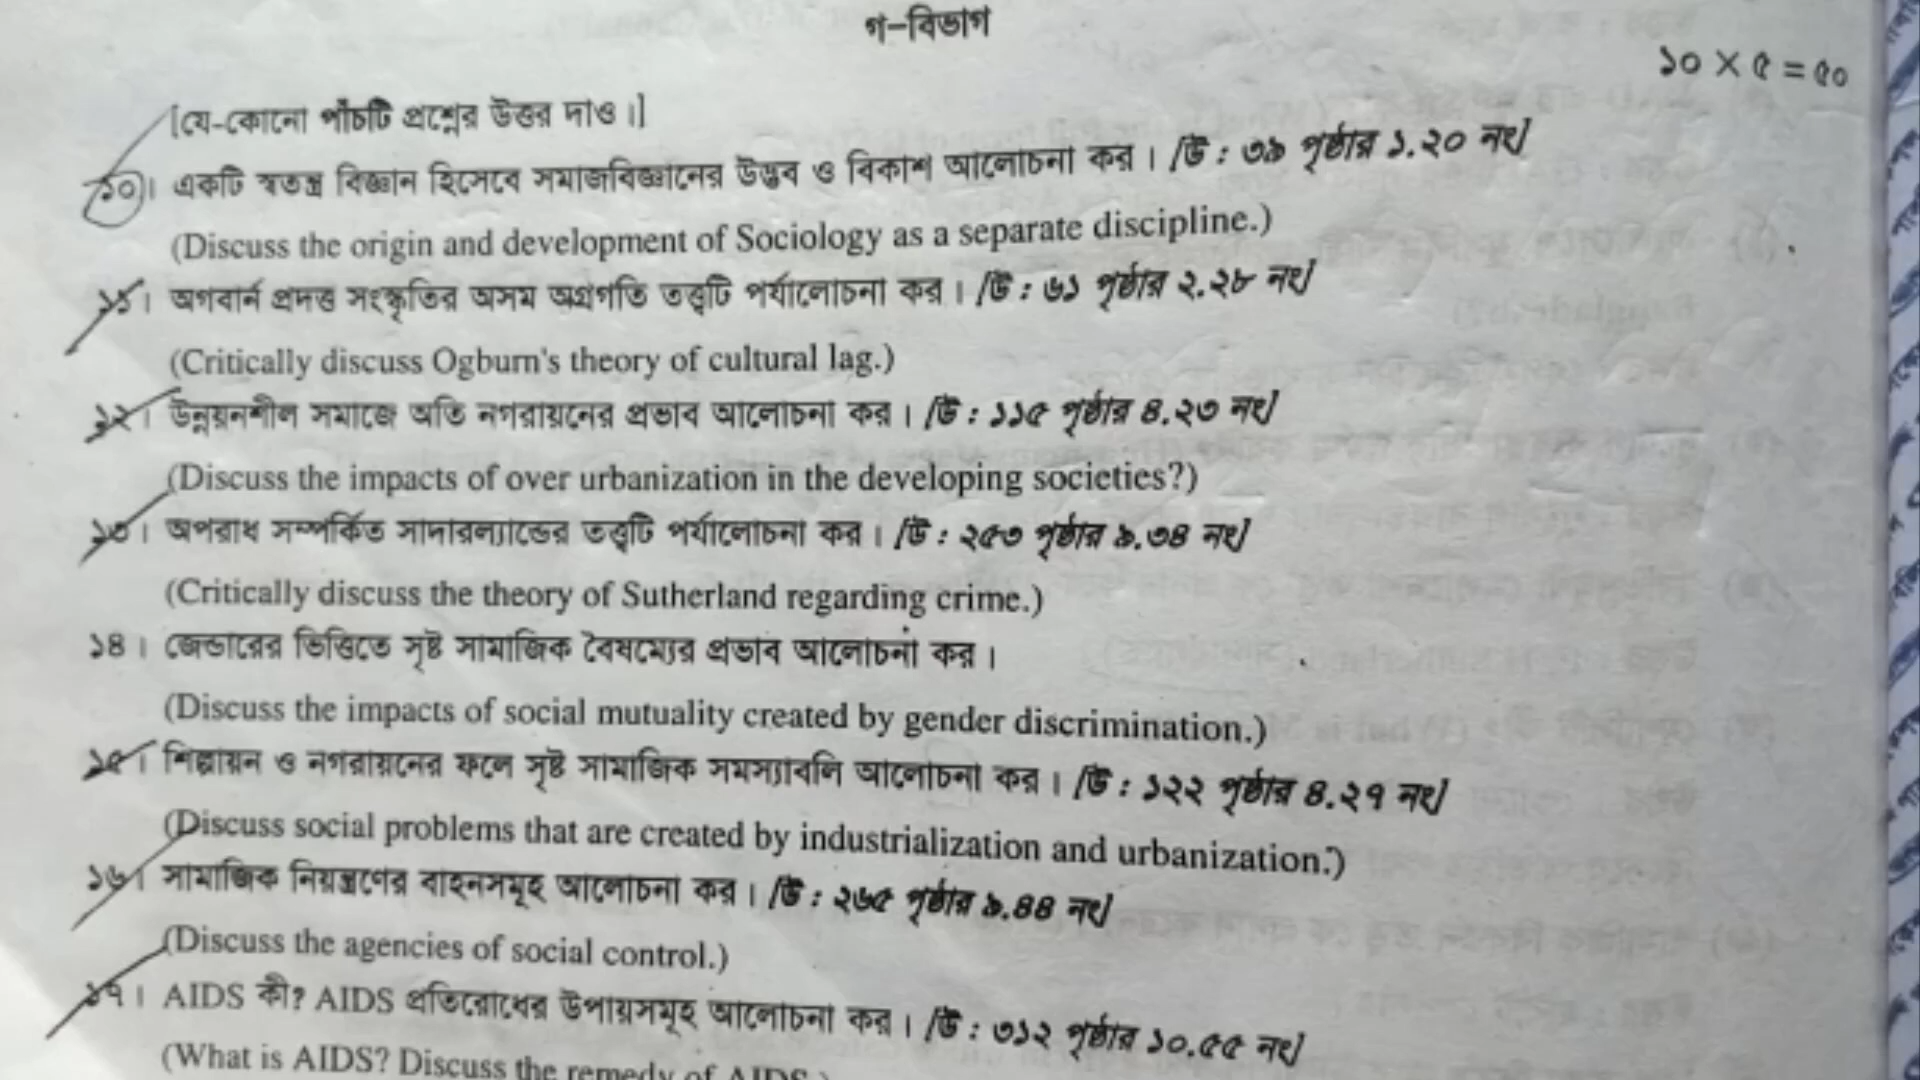 গ-বিভাগ
১০ × ৫ = ৫০
[যে-কোনো পাঁচটি প্রশ্নের উত্তর দাও।]
১০। একটি স্বতন্ত্র বিজ্ঞান হিসেবে সমাজবিজ্ঞানের উদ্ভব ও বিকাশ আলোচনা কর। [উ : ৩৯ পৃষ্ঠার ১.২০ নং]
(Discuss the origin and development of Sociology as a separate discipline.)
১১। অগবার্ন প্রদত্ত সংস্কৃতির অসম অগ্রগতি তত্ত্বটি পর্যালোচনা কর। [উ : ৬১ পৃষ্ঠার ২.২৮ নং]
(Critically discuss Ogburn's theory of cultural lag.)
১২। উন্নয়নশীল সমাজে অতি নগরায়নের প্রভাব আলোচনা কর। [উ : ১১৫ পৃষ্ঠার ৪.২৩ নং]
(Discuss the impacts of over urbanization in the developing societies?)
১৩। অপরাধ সম্পর্কিত সাদারল্যান্ডের তত্ত্বটি পর্যালোচনা কর। [উ : ২৫৩ পৃষ্ঠার ৯.৩৪ নং]
(Critically discuss the theory of Sutherland regarding crime.)
১৪। জেন্ডারের ভিত্তিতে সৃষ্ট সামাজিক বৈষম্যের প্রভাব আলোচনা কর।
(Discuss the impacts of social mutuality created by gender discrimination.)
১৫। শিল্পায়ন ও নগরায়নের ফলে সৃষ্ট সামাজিক সমস্যাবলি আলোচনা কর। [উ : ১২২ পৃষ্ঠার ৪.২৭ নং]
(Discuss social problems that are created by industrialization and urbanization.)
১৬। সামাজিক নিয়ন্ত্রণের বাহনসমূহ আলোচনা কর। [উ : ২৬৫ পৃষ্ঠার ৯.৪৪ নং]
(Discuss the agencies of social control.)
১৭। AIDS কী? AIDS প্রতিরোধের উপায়সমূহ আলোচনা কর। [উ : ৩১২ পৃষ্ঠার ১০.৫৫ নং]
(What is AIDS? Discuss the remedy of AIDS.)